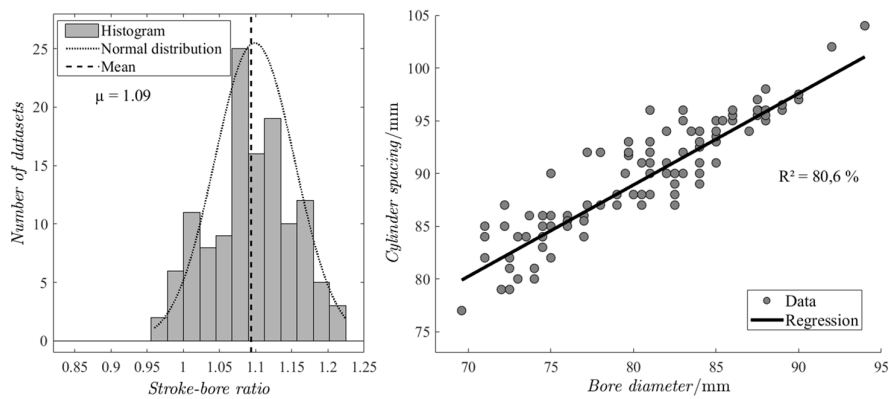 Histogram
Normal distribution
Mean
μ = 1.09
Number of datasets
25
20
15
10
5
0
0.85 0.9 0.95 1 1.05 1.1 1.15 1.2 1.25
Stroke-bore ratio
105
100
95
90
85
80
75
Cylinder spacing/mm
R² = 80,6 %
Data
Regression
70 75 80 85 90 95
Bore diameter/mm